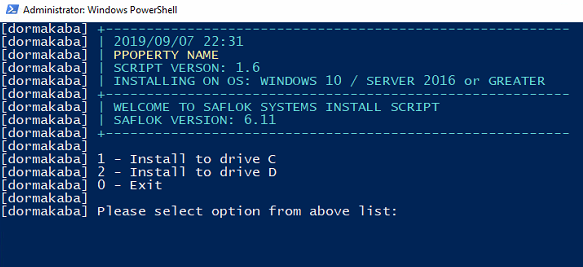 Administrator: Windows PowerShell
[dormakaba] +----------------------------------------------------------
[dormakaba] | 2019/09/07 22:31
[dormakaba] | PPOPERTY NAME
[dormakaba] | SCRIPT VERSON: 1.6
[dormakaba] | INSTALLING ON OS: WINDOWS 10 / SERVER 2016 or GREATER
[dormakaba] +----------------------------------------------------------
[dormakaba] | WELCOME TO SAFLOK SYSTEMS INSTALL SCRIPT
[dormakaba] | SAFLOK VERSION: 6.11
[dormakaba] +----------------------------------------------------------
[dormakaba]
[dormakaba] 1 - Install to drive C
[dormakaba] 2 - Install to drive D
[dormakaba] 0 - Exit
[dormakaba]
[dormakaba] Please select option from above list: